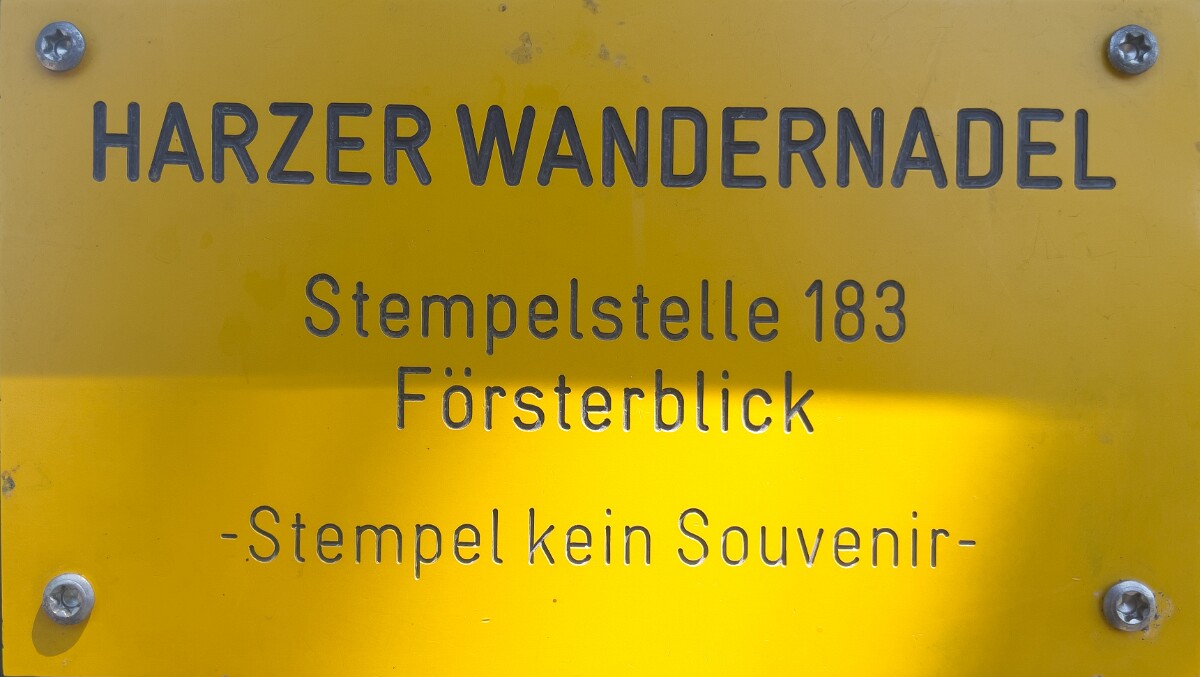 HARZER WANDERNADEL
Stempelstelle 183
Försterblick
-Stempel kein Souvenir-